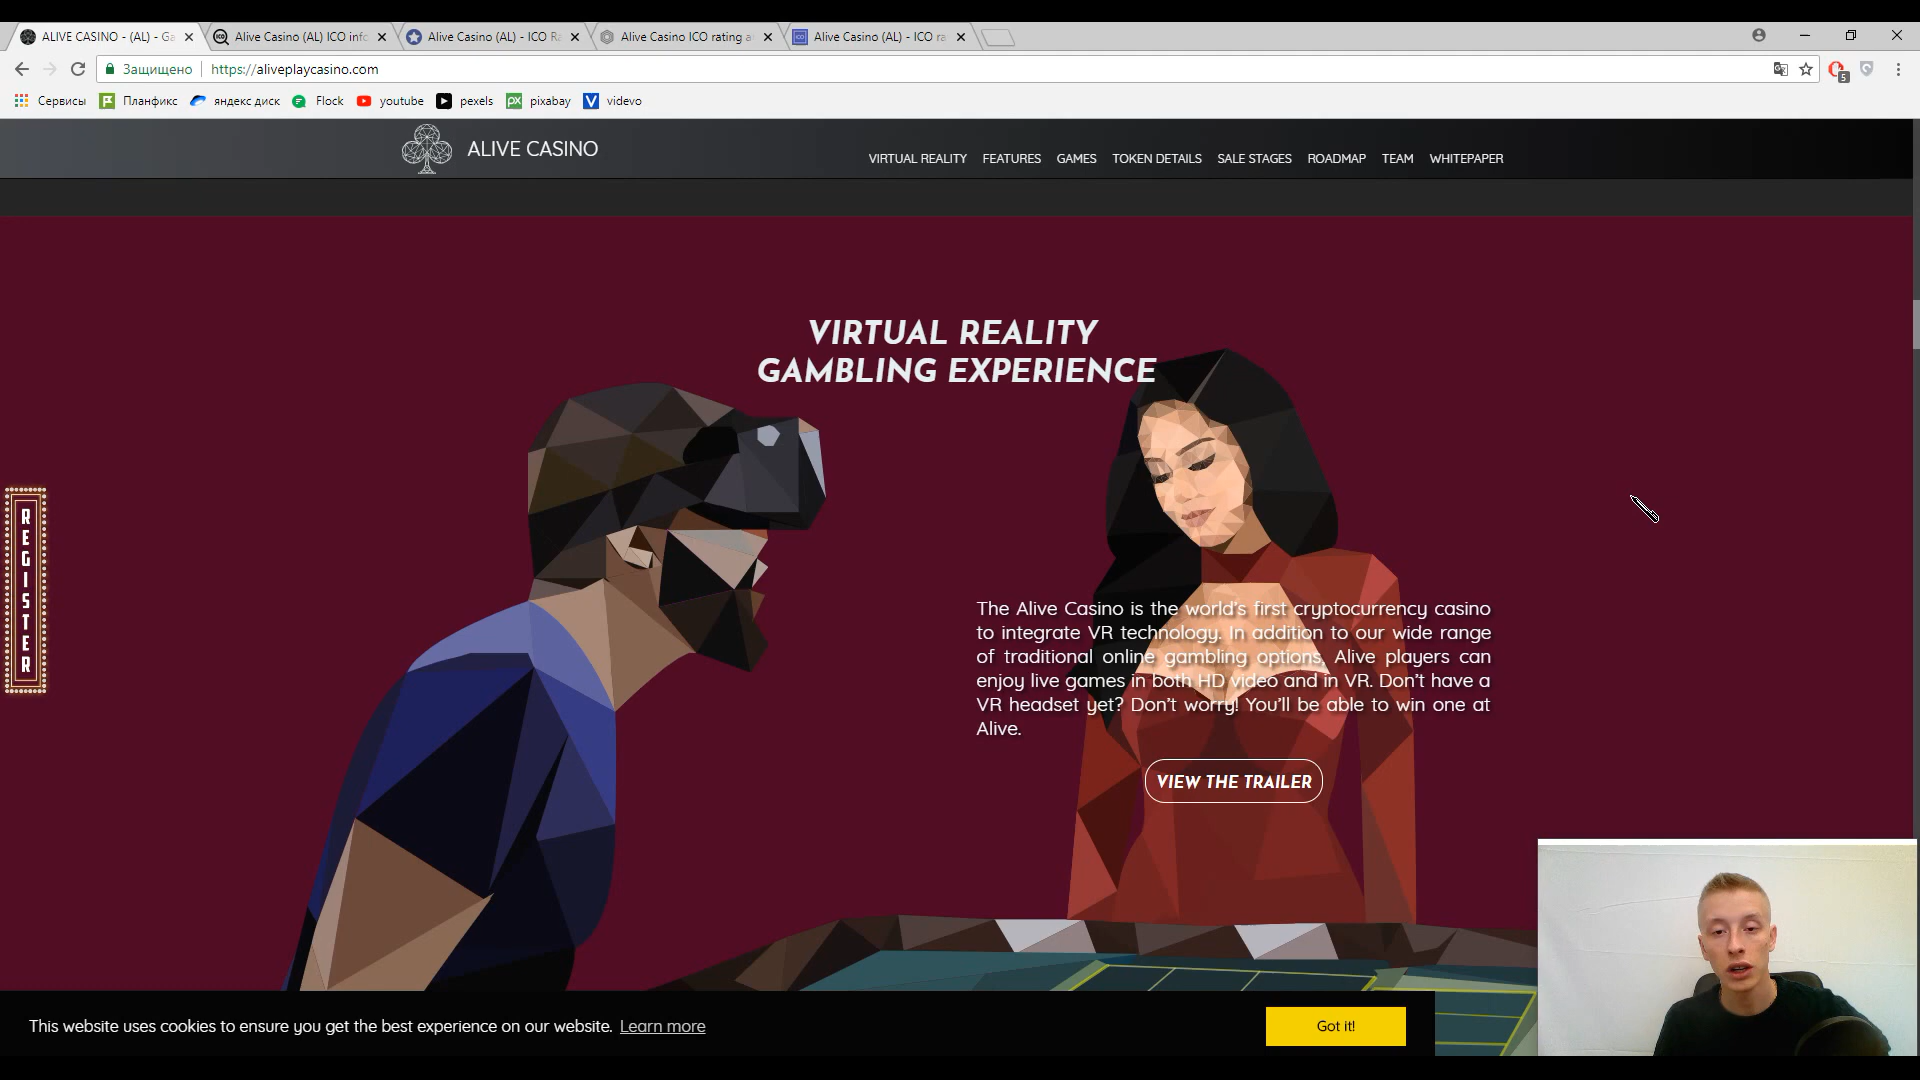 ALIVE CASINO - (AL) - Ga
Alive Casino (AL) ICO info
Alive Casino (AL) - ICO Ra
Alive Casino ICO rating a
Alive Casino (AL) - ICO ra
Защищено
https://aliveplaycasino.com
5
Сервисы
Планфикс
яндекс диск
Flock
youtube
pexels
px
pixabay
videvo
ALIVE CASINO
VIRTUAL REALITY
FEATURES
GAMES
TOKEN DETAILS
SALE STAGES
ROADMAP
TEAM
WHITEPAPER
VIRTUAL REALITY
GAMBLING EXPERIENCE
REGISTER
The Alive Casino is the world's first cryptocurrency casino
to integrate VR technology. In addition to our wide range
of traditional online gambling options, Alive players can
enjoy live games in both HD video and in VR. Don't have a
VR headset yet? Don't worry! You'll be able to win one at
Alive.
VIEW THE TRAILER
This website uses cookies to ensure you get the best experience on our website. Learn more
Got it!